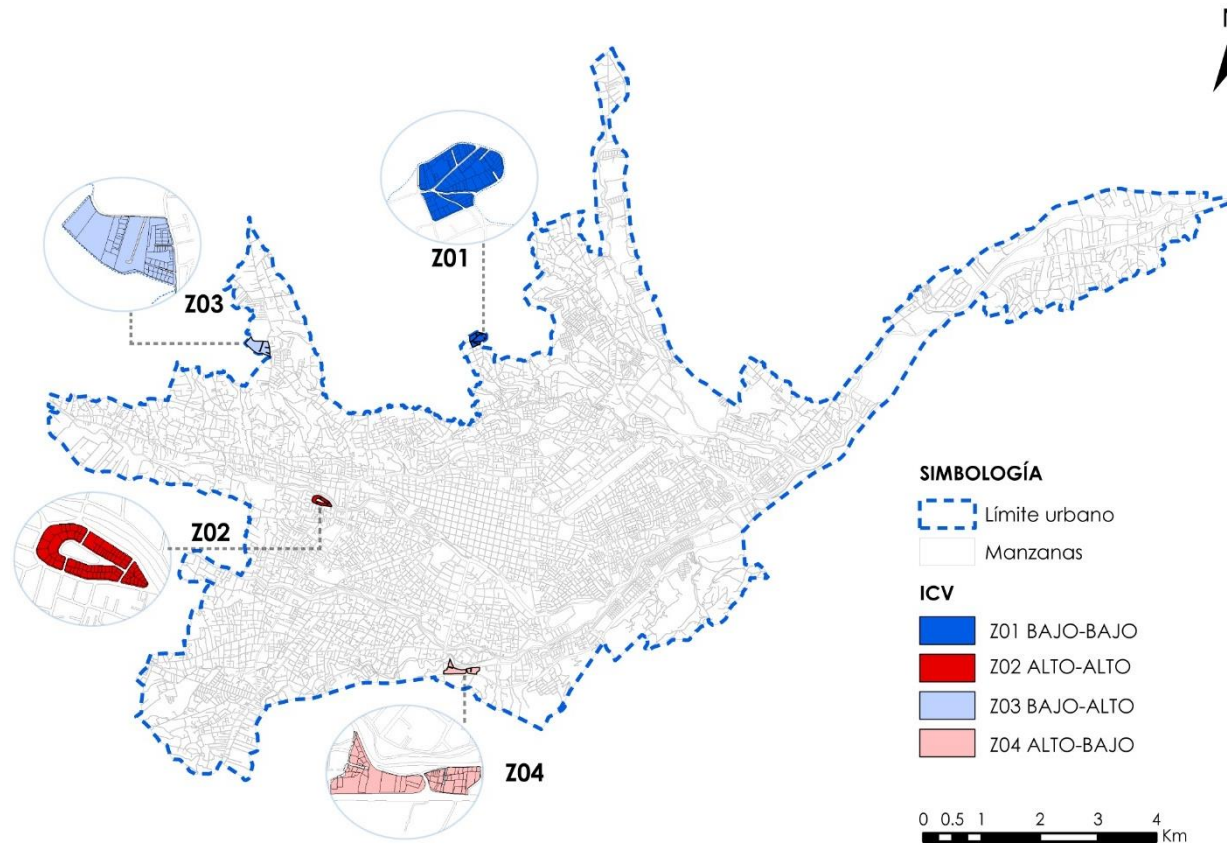 N
Z01
Z03
Z02
Z04
SIMBOLOGÍA
Límite urbano
Manzanas
ICV
Z01 BAJO-BAJO
Z02 ALTO-ALTO
Z03 BAJO-ALTO
Z04 ALTO-BAJO
0 0.5 1 2 3 4
Km